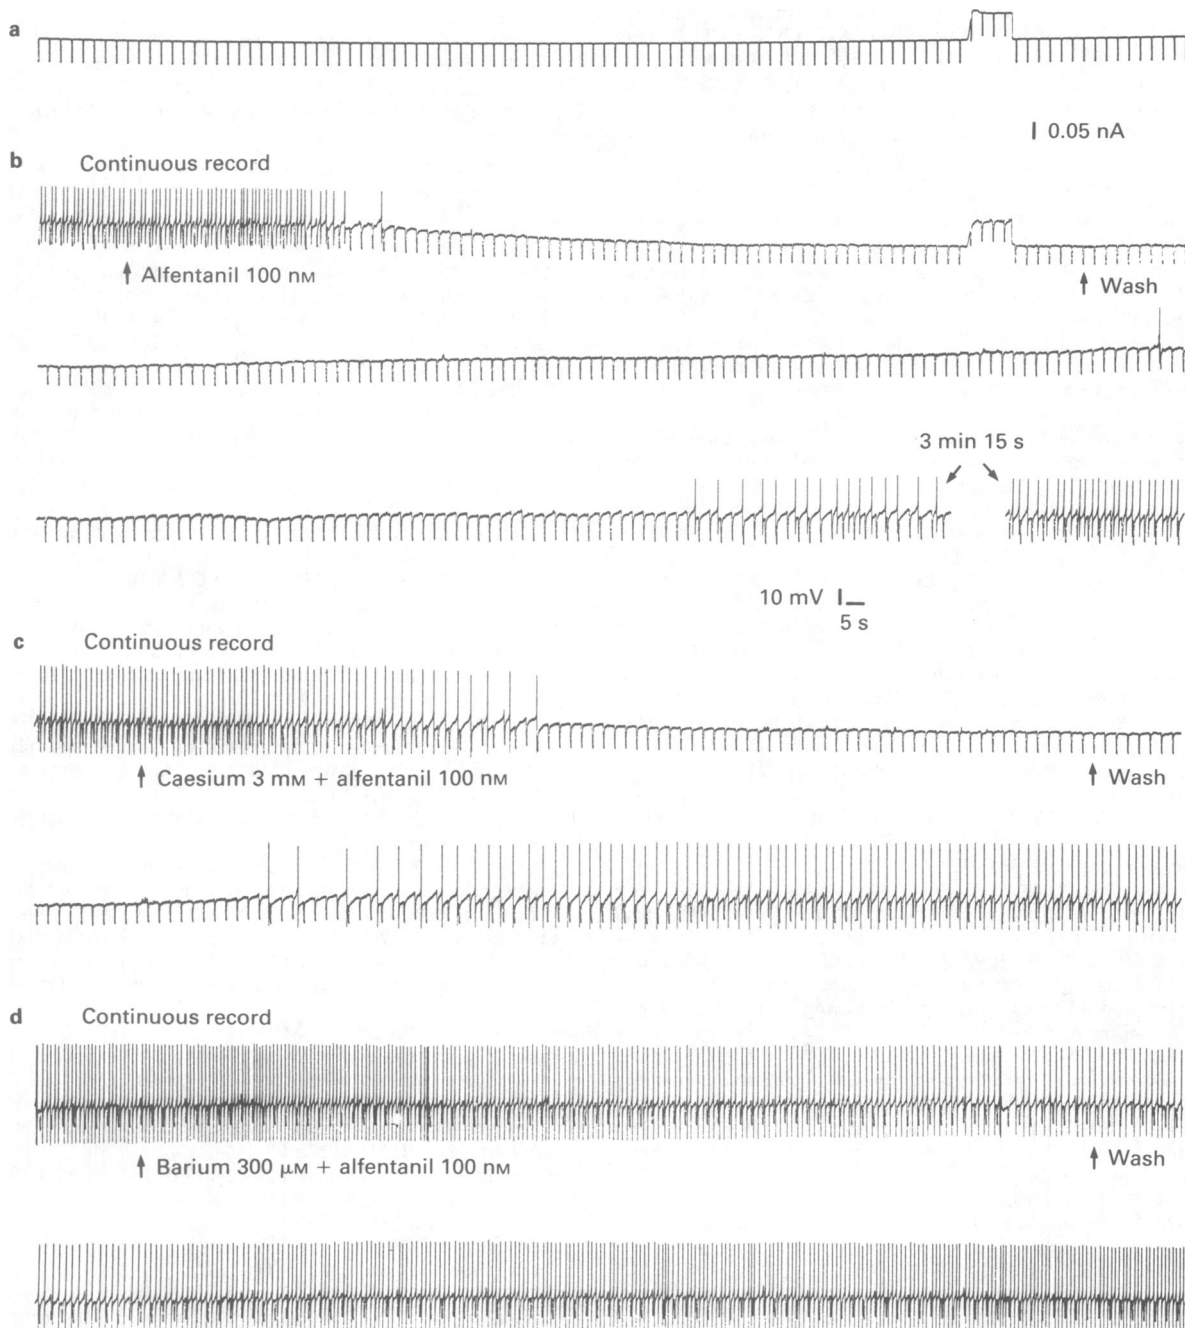 a
0.05 nA
b Continuous record
Alfentanil 100 nM
Wash
3 min 15 s
10 mV
5 s
c Continuous record
Caesium 3 mM + alfentanil 100 nM
Wash
d Continuous record
Barium 300 μM + alfentanil 100 nM
Wash